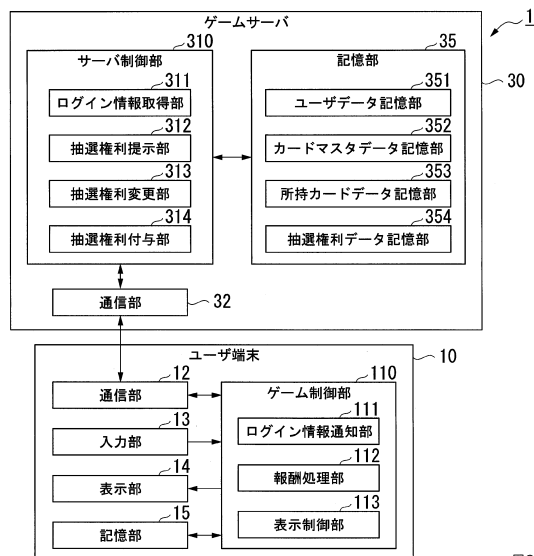 ゲームサーバ
1
310
サーバ制御部
311
ログイン情報取得部
312
抽選権利提示部
313
抽選権利変更部
314
抽選権利付与部
35
記憶部
30
351
ユーザデータ記憶部
352
カードマスタデータ記憶部
353
所持カードデータ記憶部
354
抽選権利データ記憶部
通信部
32
ユーザ端末
10
12
通信部
13
入力部
14
表示部
15
記憶部
110
ゲーム制御部
111
ログイン情報通知部
112
報酬処理部
113
表示制御部